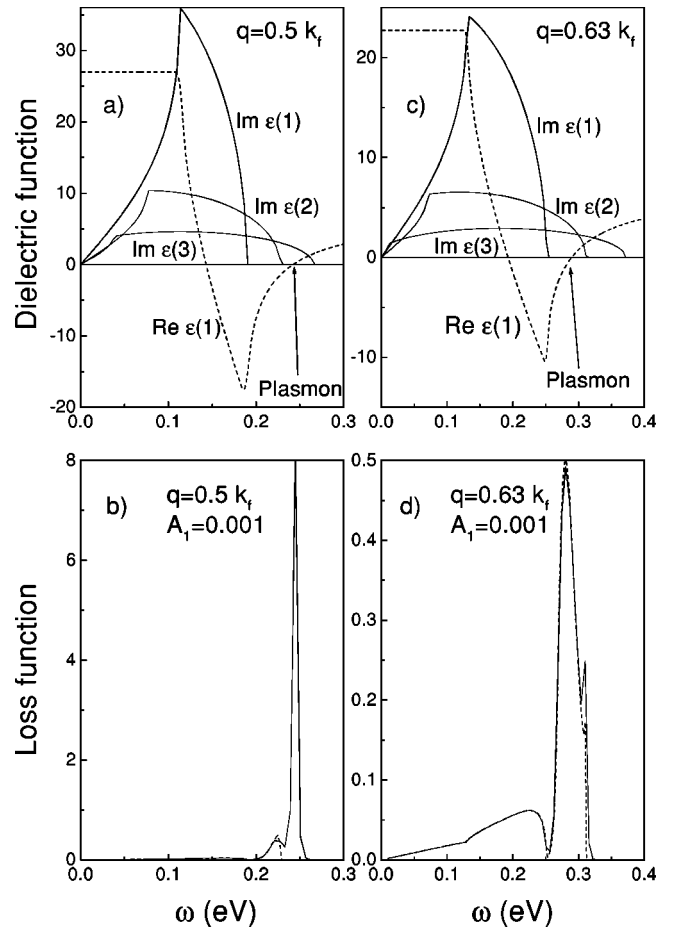 Dielectric function
35
30
25
20
15
10
5
0
-10
-20
a)
q=0.5 k_f
Im ε(1)
Im ε(2)
Im ε(3)
Re ε(1)
Plasmon
0.0 0.1 0.2 0.3
20
10
0
-10
c)
q=0.63 k_f
Im ε(1)
Im ε(2)
Im ε(3)
Re ε(1)
Plasmon
0.0 0.1 0.2 0.3 0.4
Loss function
8
6
4
2
0
b)
q=0.5 k_f
A_1=0.001
0.0 0.1 0.2 0.3
ω (eV)
0.5
0.4
0.3
0.2
0.1
0.0
d)
q=0.63 k_f
A_1=0.001
0.0 0.1 0.2 0.3 0.4
ω (eV)